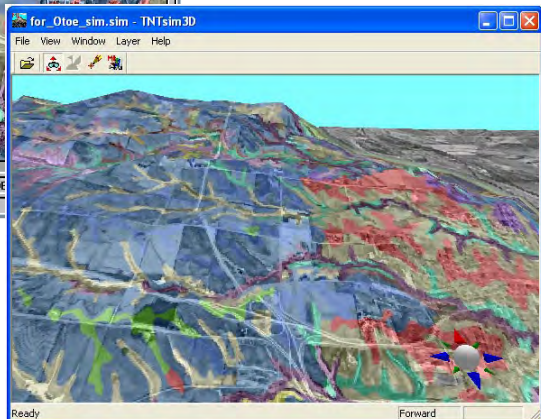 for_Otoe_sim.sim - TNTsim3D
File View Window Layer Help
Ready Forward